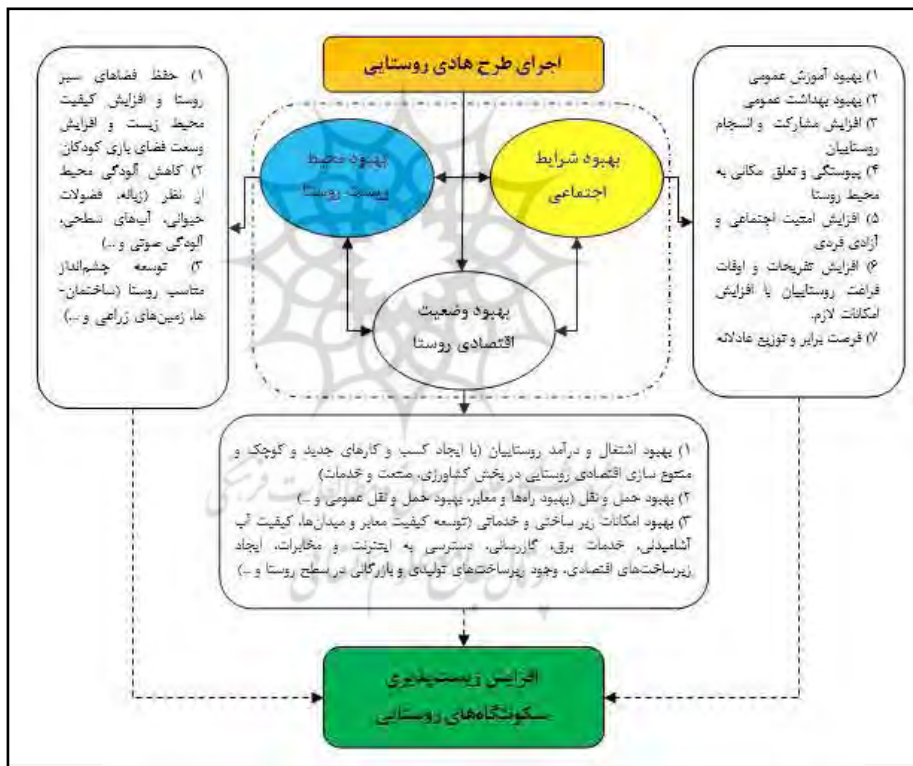 اجرای طرح هادی روستایی
۱) بهبود آموزش عمومی
۲) بهبود بهداشت عمومی
۳) افزایش مشارکت و انسجام
روستاییان
۴) پیوستگی و تعلق مکانی به
محیط روستا
۵) افزایش امنیت اجتماعی و
آزادی فردی
۶) افزایش تفریحات و اوقات
فراغت روستاییان با افزایش
امکانات لازم.
۷) فرصت برابر و توزیع عادلانه
بهبود شرایط
اجتماعی
بهبود محیط
زیست روستا
بهبود وضعیت
اقتصادی روستا
۱) حفظ فضاهای سبز
روستا و افزایش کیفیت
محیط زیست و افزایش
وسعت فضای بازی کودکان
۲) کاهش آلودگی محیط
از نظر (زباله، فضولات
حیوانی، آب‌های سطحی،
آلودگی صوتی و ...)
۳) توسعه چشم‌انداز
مناسب روستا (ساختمان-
ها، زمین‌های زراعی و ...)
۱) بهبود اشتغال و درآمد روستاییان (با ایجاد کسب و کارهای جدید و کوچک و
متنوع سازی اقتصادی روستایی در بخش کشاورزی، صنعت و خدمات)
۲) بهبود حمل و نقل (بهبود راه‌ها و معابر، بهبود حمل و نقل عمومی و ...)
۳) بهبود امکانات زیر ساختی و خدماتی (توسعه کیفیت معابر و میدان‌ها، کیفیت آب
آشامیدنی، خدمات برق، گازرسانی، دسترسی به اینترنت و مخابرات، ایجاد
زیرساخت‌های اقتصادی، وجود زیرساخت‌های تولیدی و بازرگانی در سطح روستا و ...)
افزایش زیست‌پذیری
سکونتگاه‌های روستایی